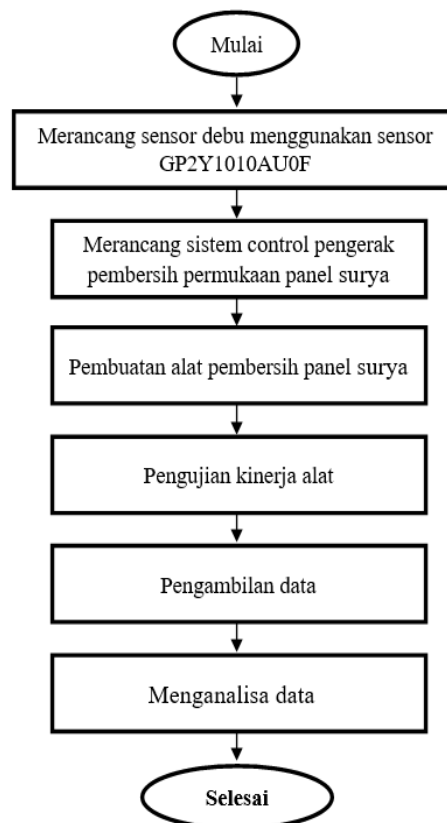 Mulai
Merancang sensor debu menggunakan sensor
GP2Y1010AU0F
Merancang sistem control pengerak
pembersih permukaan panel surya
Pembuatan alat pembersih panel surya
Pengujian kinerja alat
Pengambilan data
Menganalisa data
Selesai